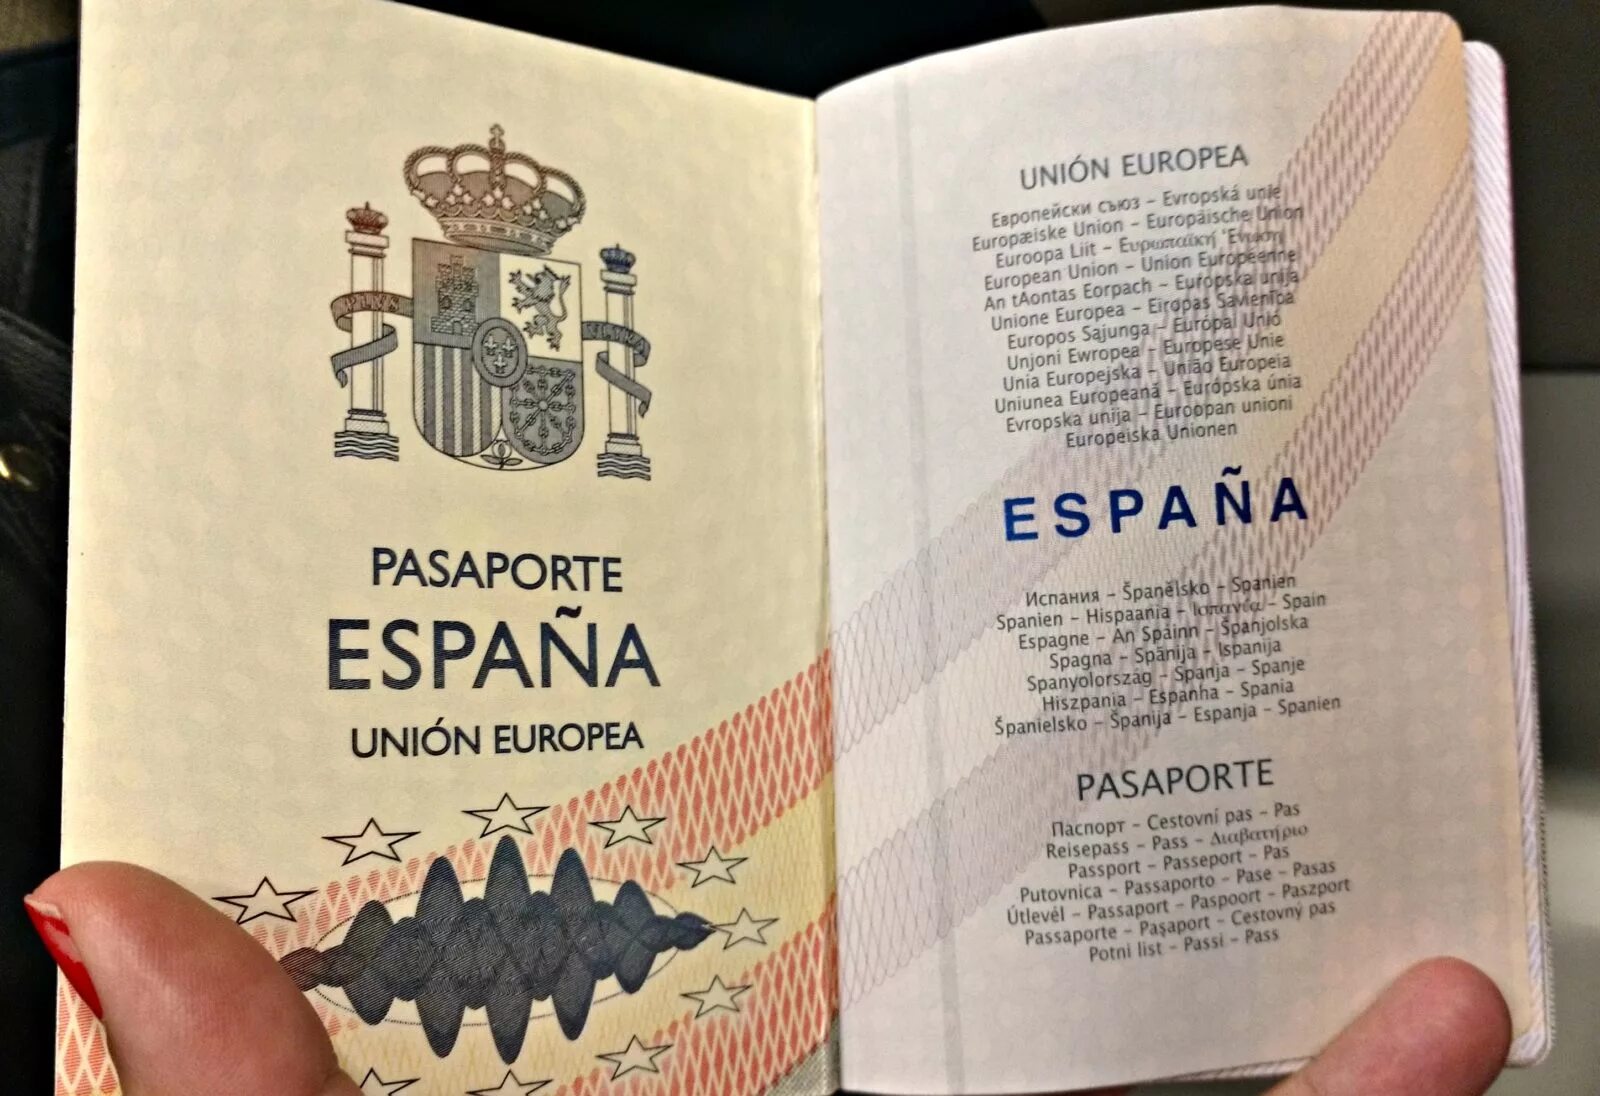 PLVS
VLTRA
PASAPORTE
ESPAÑA
UNIÓN EUROPEA
UNIÓN EUROPEA
Европейски съюз – Evropská unie
Europæiske Union – Europäische Union
Euroopa Liit – Ευρωπαϊκή Ένωση
European Union – Union Européenne
An tAontas Eorpach – Europska unija
Unione Europea – Eiropas Savienība
Europos Sąjunga – Európai Unió
Unjoni Ewropea – Europese Unie
Unia Europejska – União Europeia
Uniunea Europeană – Európska únia
Evropska unija – Euroopan unioni
Europeiska Unionen
ESPAÑA
Испания – Španělsko – Spanien
Spanien – Hispaania – Ισπανία – Spain
Espagne – An Spáinn – Španjolska
Spagna – Spānija – Ispanija
Spanyolország – Spanja – Spanje
Hiszpania – Espanha – Spania
Španielsko – Španija – Espanja – Spanien
PASAPORTE
Паспорт – Cestovní pas – Pas
Reisepass – Pass – Διαβατήριο
Passport – Passeport – Pas
Putovnica – Passaporto – Pase – Pasas
Útlevél – Passaport – Paspoort – Paszport
Passaporte – Paşaport – Cestovný pas
Potni list – Passi – Pass